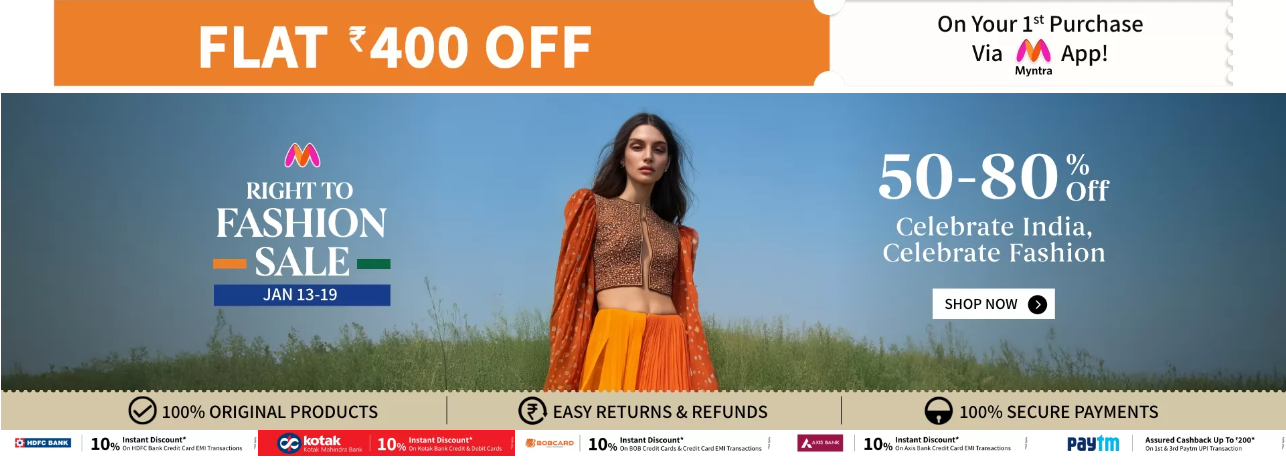 FLAT ₹400 OFF
On Your 1st Purchase
Via Myntra App!
RIGHT TO
FASHION
SALE
JAN 13-19
50-80% Off
Celebrate India,
Celebrate Fashion
SHOP NOW
100% ORIGINAL PRODUCTS
EASY RETURNS & REFUNDS
100% SECURE PAYMENTS
HDFC BANK
10% Instant Discount*
On HDFC Bank Credit Card EMI Transactions
kotak
Kotak Mahindra Bank
10% Instant Discount*
On Kotak Bank Credit & Debit Cards
BOBCARD
10% Instant Discount*
On BOB Credit Cards & Credit Card EMI Transactions
AXIS BANK
10% Instant Discount*
On Axis Bank Credit Card EMI Transactions
paytm
Assured Cashback Up To ₹200*
On 1st & 3rd Paytm UPI Transaction